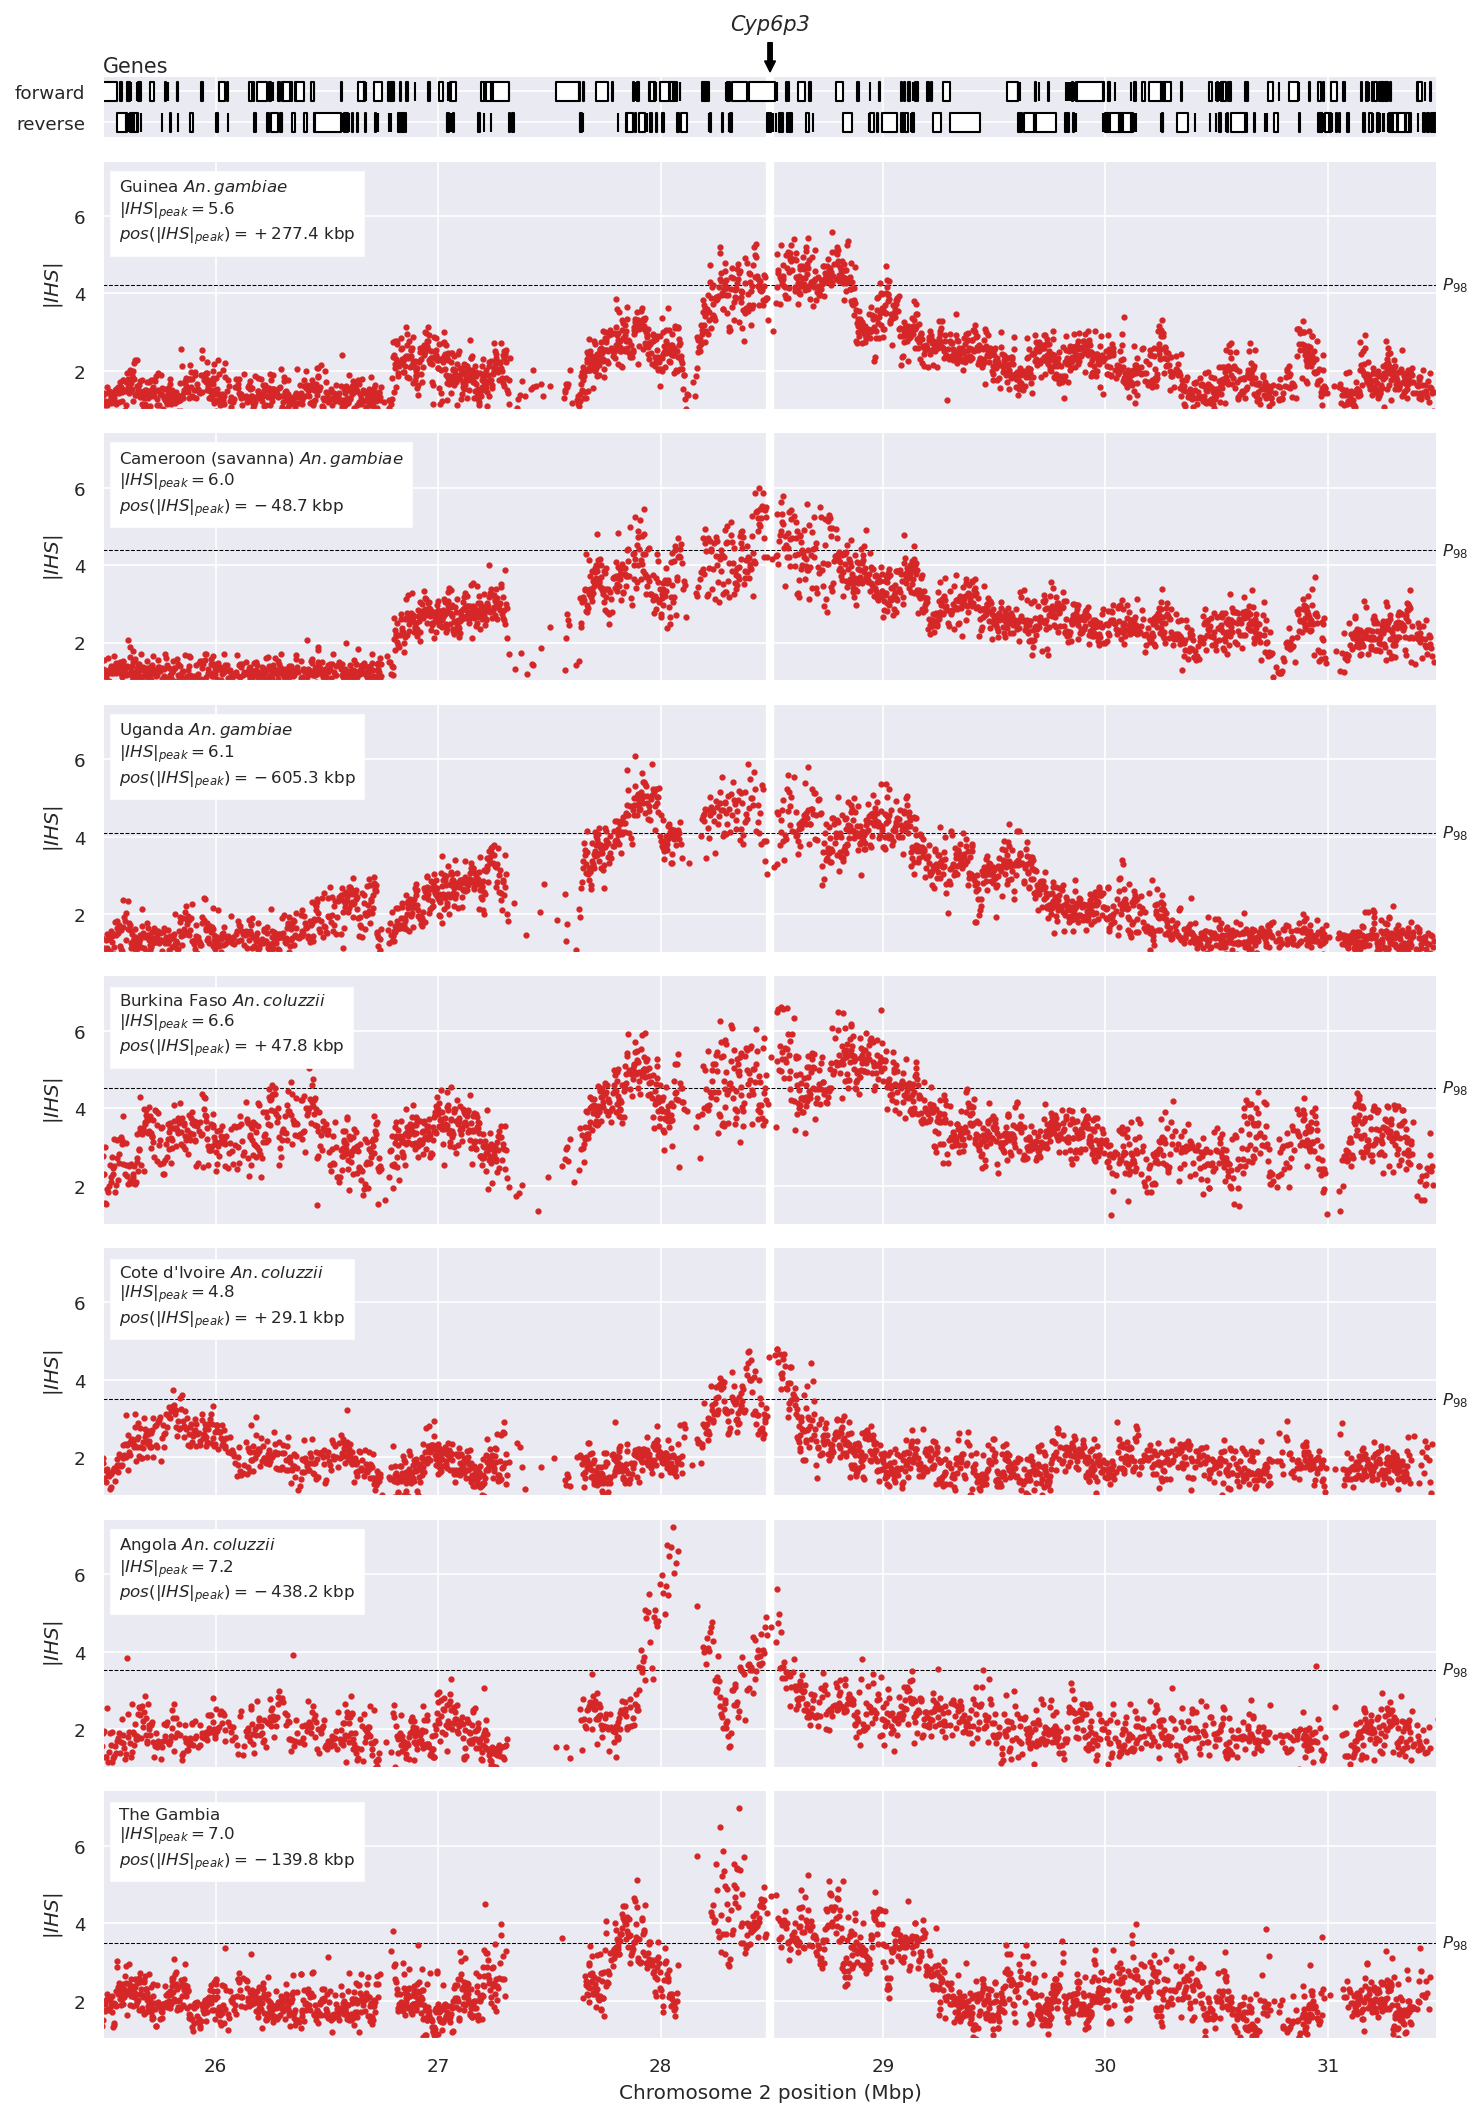 Cyp6p3
Genes
forward
reverse
Guinea An. gambiae
|IHS|peak = 5.6
pos(|IHS|peak) = + 277.4 kbp
6
4
2
|IHS|
P98
Cameroon (savanna) An. gambiae
|IHS|peak = 6.0
pos(|IHS|peak) = − 48.7 kbp
6
4
2
|IHS|
P98
Uganda An. gambiae
|IHS|peak = 6.1
pos(|IHS|peak) = − 605.3 kbp
6
4
2
|IHS|
P98
Burkina Faso An. coluzzii
|IHS|peak = 6.6
pos(|IHS|peak) = + 47.8 kbp
6
4
2
|IHS|
P98
Cote d'Ivoire An. coluzzii
|IHS|peak = 4.8
pos(|IHS|peak) = + 29.1 kbp
6
4
2
|IHS|
P98
Angola An. coluzzii
|IHS|peak = 7.2
pos(|IHS|peak) = − 438.2 kbp
6
4
2
|IHS|
P98
The Gambia
|IHS|peak = 7.0
pos(|IHS|peak) = − 139.8 kbp
6
4
2
|IHS|
P98
26 27 28 29 30 31
Chromosome 2 position (Mbp)